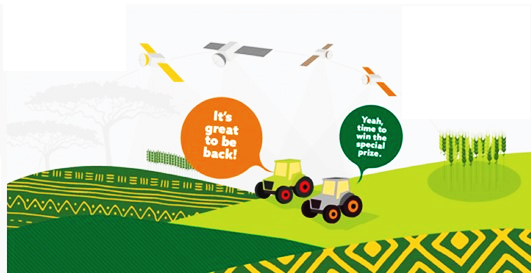 It's
great
to be
back!
Yeah,
time to
win the
special
prize.